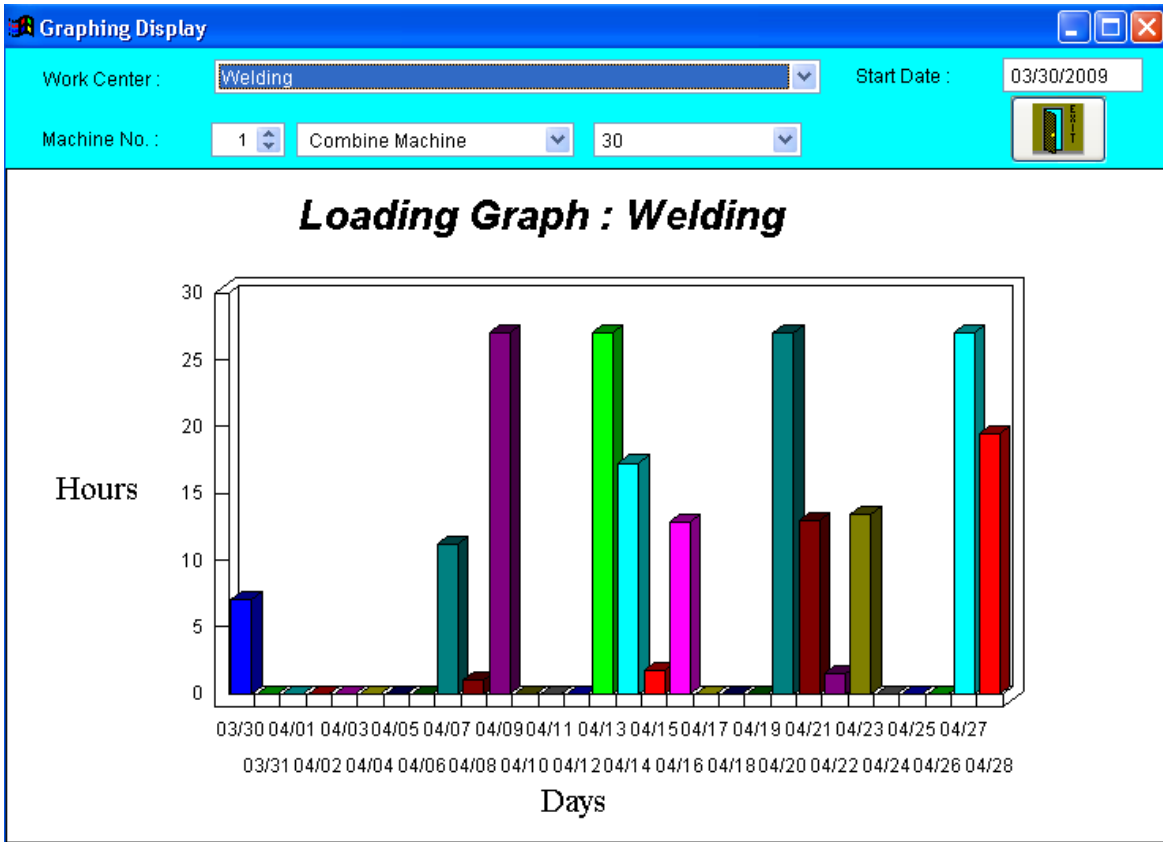 Graphing Display
Work Center : Welding Start Date : 03/30/2009
Machine No. : 1 Combine Machine 30 EXIT
Loading Graph : Welding
30
25
20
Hours
15
10
5
0
03/30 04/01 04/03 04/05 04/07 04/09 04/11 04/13 04/15 04/17 04/19 04/21 04/23 04/25 04/27
03/31 04/02 04/04 04/06 04/08 04/10 04/12 04/14 04/16 04/18 04/20 04/22 04/24 04/26 04/28
Days